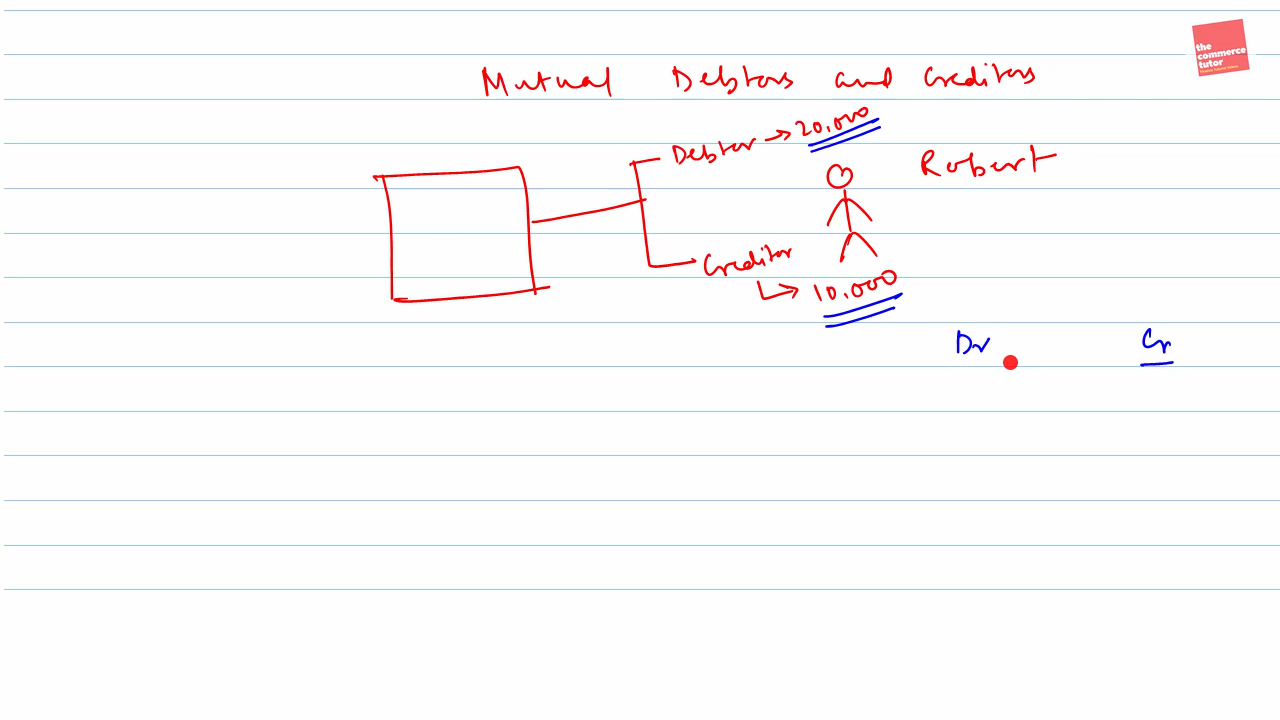 the
commerce
tutor
Mutual Debtors and Creditors
Debtor → 20,000
Robert
Creditor
10,000
Dr Cr